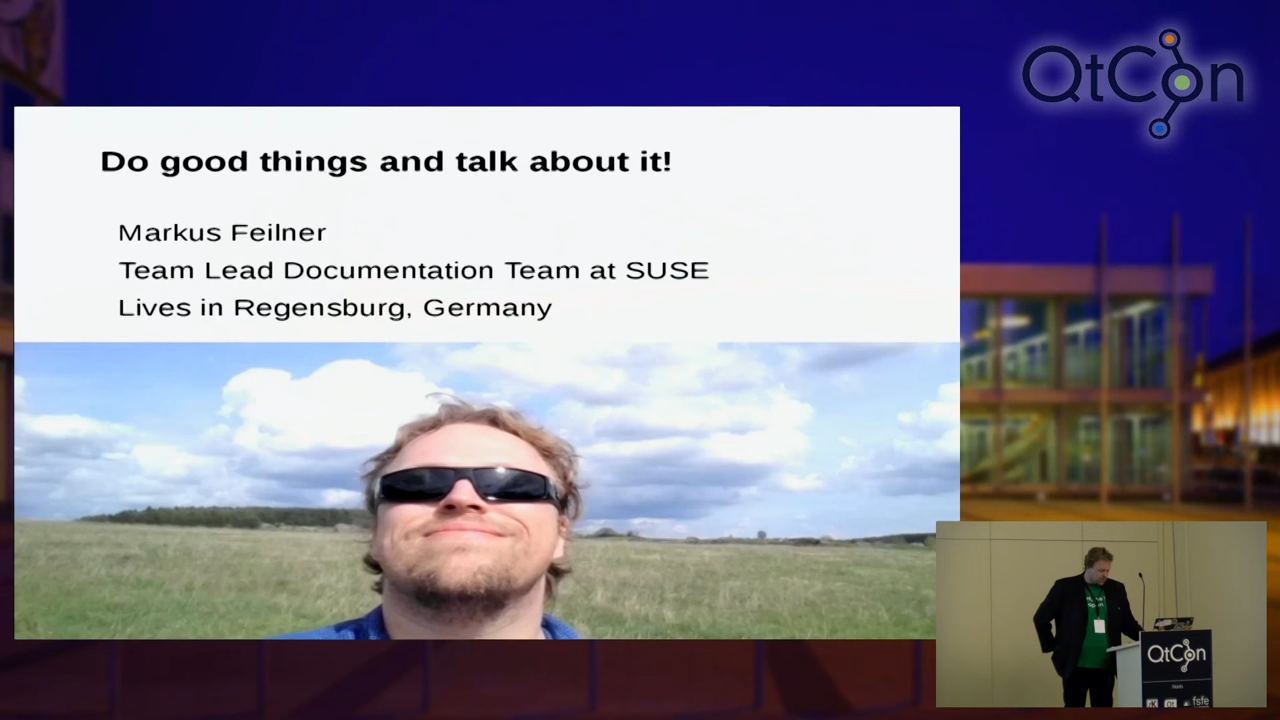 QtCon
Do good things and talk about it!
Markus Feilner
Team Lead Documentation Team at SUSE
Lives in Regensburg, Germany
QtCon
fsfe